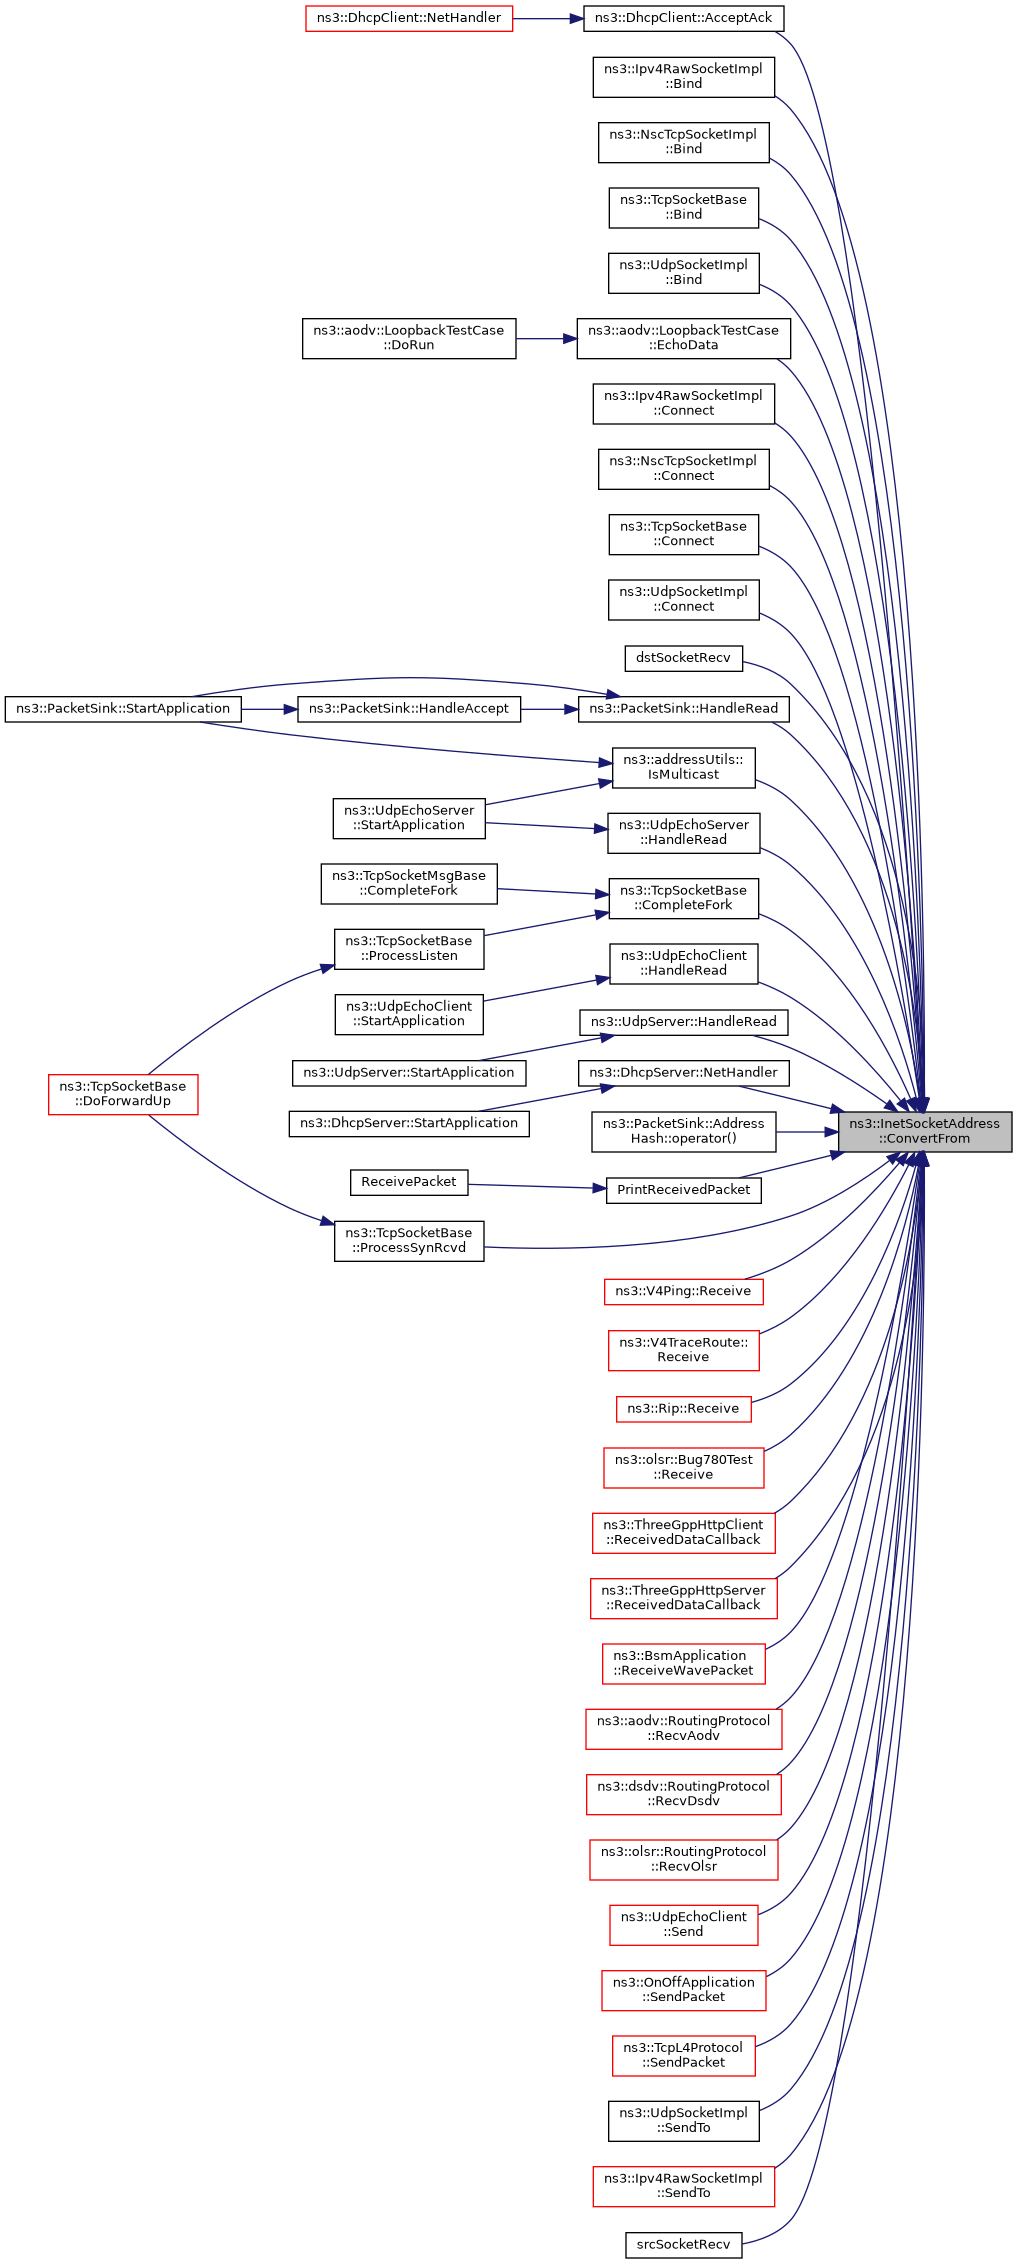 ns3::DhcpClient::NetHandler
ns3::DhcpClient::AcceptAck
ns3::Ipv4RawSocketImpl
::Bind
ns3::NscTcpSocketImpl
::Bind
ns3::TcpSocketBase
::Bind
ns3::UdpSocketImpl
::Bind
ns3::aodv::LoopbackTestCase
::DoRun
ns3::aodv::LoopbackTestCase
::EchoData
ns3::Ipv4RawSocketImpl
::Connect
ns3::NscTcpSocketImpl
::Connect
ns3::TcpSocketBase
::Connect
ns3::UdpSocketImpl
::Connect
dstSocketRecv
ns3::PacketSink::StartApplication
ns3::PacketSink::HandleAccept
ns3::PacketSink::HandleRead
ns3::addressUtils::
IsMulticast
ns3::UdpEchoServer
::StartApplication
ns3::UdpEchoServer
::HandleRead
ns3::TcpSocketMsgBase
::CompleteFork
ns3::TcpSocketBase
::CompleteFork
ns3::TcpSocketBase
::ProcessListen
ns3::UdpEchoClient
::HandleRead
ns3::UdpEchoClient
::StartApplication
ns3::UdpServer::HandleRead
ns3::UdpServer::StartApplication
ns3::DhcpServer::NetHandler
ns3::TcpSocketBase
::DoForwardUp
ns3::DhcpServer::StartApplication
ns3::PacketSink::Address
Hash::operator()
ns3::InetSocketAddress
::ConvertFrom
ReceivePacket
PrintReceivedPacket
ns3::TcpSocketBase
::ProcessSynRcvd
ns3::V4Ping::Receive
ns3::V4TraceRoute::
Receive
ns3::Rip::Receive
ns3::olsr::Bug780Test
::Receive
ns3::ThreeGppHttpClient
::ReceivedDataCallback
ns3::ThreeGppHttpServer
::ReceivedDataCallback
ns3::BsmApplication
::ReceiveWavePacket
ns3::aodv::RoutingProtocol
::RecvAodv
ns3::dsdv::RoutingProtocol
::RecvDsdv
ns3::olsr::RoutingProtocol
::RecvOlsr
ns3::UdpEchoClient
::Send
ns3::OnOffApplication
::SendPacket
ns3::TcpL4Protocol
::SendPacket
ns3::UdpSocketImpl
::SendTo
ns3::Ipv4RawSocketImpl
::SendTo
srcSocketRecv